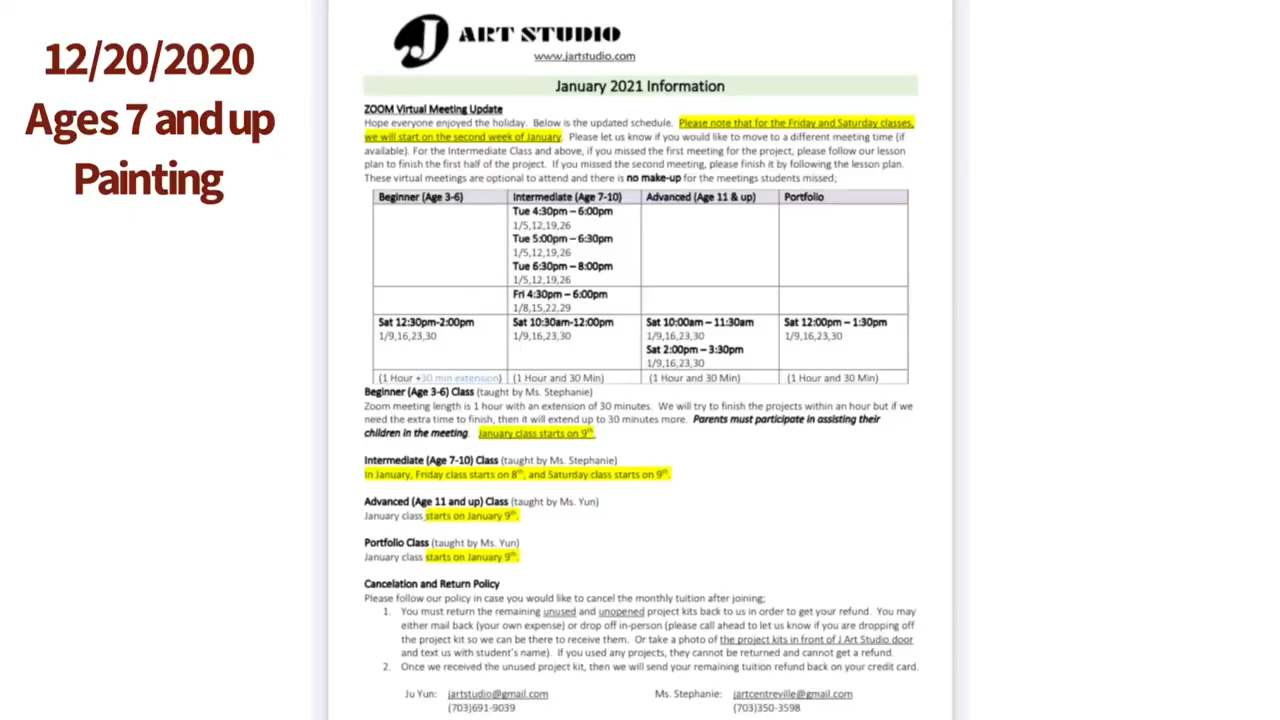 12/20/2020
Ages 7 and up
Painting
J ART STUDIO
www.jartstudio.com
January 2021 Information
ZOOM Virtual Meeting Update
Hope everyone enjoyed the holiday. Below is the updated schedule. Please note that for the Friday and Saturday classes,
we will start on the second week of January. Please let us know if you would like to move to a different meeting time (if
available). For the Intermediate Class and above, if you missed the first meeting for the project, please follow our lesson
plan to finish the first half of the project. If you missed the second meeting, please finish it by following the lesson plan.
These virtual meetings are optional to attend and there is no make-up for the meetings students missed;
Beginner (Age 3-6) Intermediate (Age 7-10) Advanced (Age 11 & up) Portfolio
Tue 4:30pm – 6:00pm
1/5,12,19,26
Tue 5:00pm – 6:30pm
1/5,12,19,26
Tue 6:30pm – 8:00pm
1/5,12,19,26
Fri 4:30pm – 6:00pm
1/8,15,22,29
Sat 12:30pm-2:00pm Sat 10:30am-12:00pm Sat 10:00am – 11:30am Sat 12:00pm – 1:30pm
1/9,16,23,30 1/9,16,23,30 1/9,16,23,30 1/9,16,23,30
Sat 2:00pm – 3:30pm
1/9,16,23,30
(1 Hour +30 min extension) (1 Hour and 30 Min) (1 Hour and 30 Min) (1 Hour and 30 Min)
Beginner (Age 3-6) Class (taught by Ms. Stephanie)
Zoom meeting length is 1 hour with an extension of 30 minutes. We will try to finish the projects within an hour but if we
need the extra time to finish, then it will extend up to 30 minutes more. Parents must participate in assisting their
children in the meeting. January class starts on 9th.
Intermediate (Age 7-10) Class (taught by Ms. Stephanie)
In January, Friday class starts on 8th, and Saturday class starts on 9th.
Advanced (Age 11 and up) Class (taught by Ms. Yun)
January class starts on January 9th.
Portfolio Class (taught by Ms. Yun)
January class starts on January 9th.
Cancelation and Return Policy
Please follow our policy in case you would like to cancel the monthly tuition after joining;
1. You must return the remaining unused and unopened project kits back to us in order to get your refund. You may
either mail back (your own expense) or drop off in-person (please call ahead to let us know if you are dropping off
the project kit so we can be there to receive them. Or take a photo of the project kits in front of J Art Studio door
and text us with student's name). If you used any projects, they cannot be returned and cannot get a refund.
2. Once we received the unused project kit, then we will send your remaining tuition refund back on your credit card.
Ju Yun: jartstudio@gmail.com Ms. Stephanie: jartcentreville@gmail.com
(703)691-9039 (703)350-3598